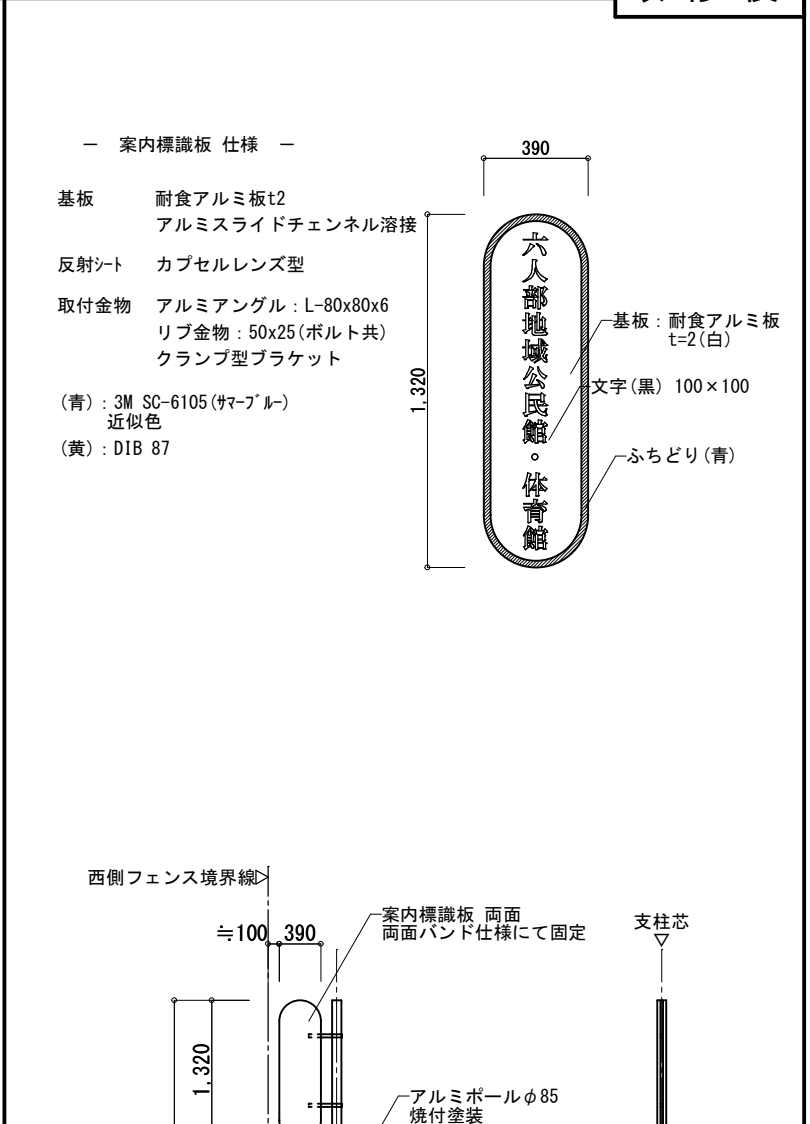 － 案内標識板 仕様 －
基板 耐食アルミ板t2
アルミスライドチェンネル溶接
反射ｼｰﾄ カプセルレンズ型
取付金物 アルミアングル：L-80x80x6
リブ金物：50x25(ボルト共)
クランプ型ブラケット
(青)：3M SC-6105(ｻﾏｰﾌﾞﾙｰ)
近似色
(黄)：DIB 87
390
1,320
六人部地域公民館・体育館
基板：耐食アルミ板
t=2(白)
文字(黒) 100×100
ふちどり(青)
西側フェンス境界線
≒100 390
案内標識板 両面
両面バンド仕様にて固定
支柱芯
1,320
アルミポールφ85
焼付塗装